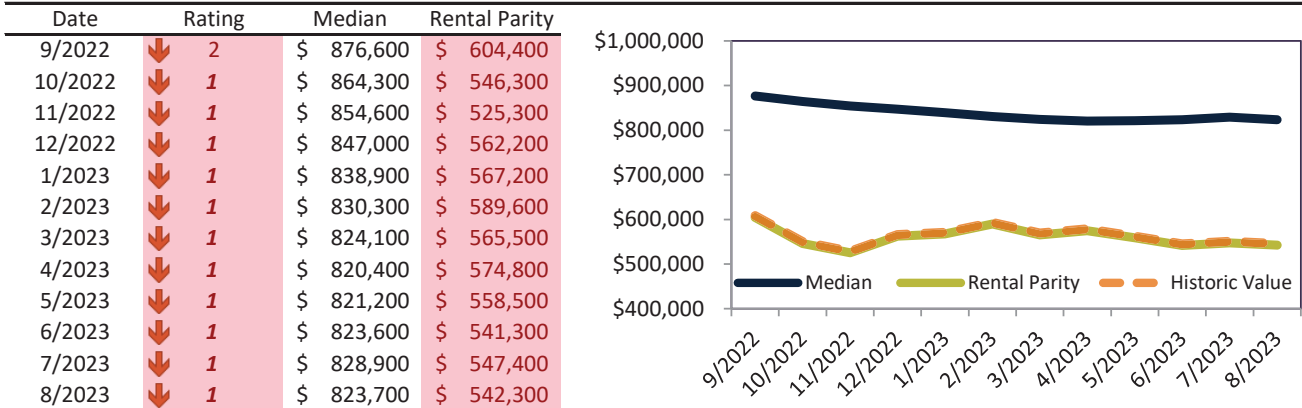 Date Rating Median Rental Parity
9/2022 2 $ 876,600 $ 604,400
10/2022 1 $ 864,300 $ 546,300
11/2022 1 $ 854,600 $ 525,300
12/2022 1 $ 847,000 $ 562,200
1/2023 1 $ 838,900 $ 567,200
2/2023 1 $ 830,300 $ 589,600
3/2023 1 $ 824,100 $ 565,500
4/2023 1 $ 820,400 $ 574,800
5/2023 1 $ 821,200 $ 558,500
6/2023 1 $ 823,600 $ 541,300
7/2023 1 $ 828,900 $ 547,400
8/2023 1 $ 823,700 $ 542,300
$1,000,000
$900,000
$800,000
$700,000
$600,000
$500,000
$400,000
Median Rental Parity Historic Value
9/2022 10/2022 11/2022 12/2022 1/2023 2/2023 3/2023 4/2023 5/2023 6/2023 7/2023 8/2023